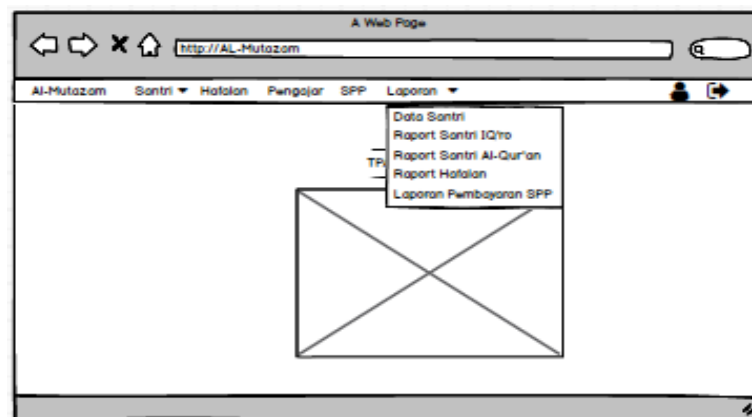 A Web Page
http://AL-Mutazam
Al-Mutazam Santri Hafalan Pengajar SPP Laporan
Data Santri
Raport Santri IQ'ro
Raport Santri Al-Qur'an
Raport Hafalan
Laporan Pembayaran SPP